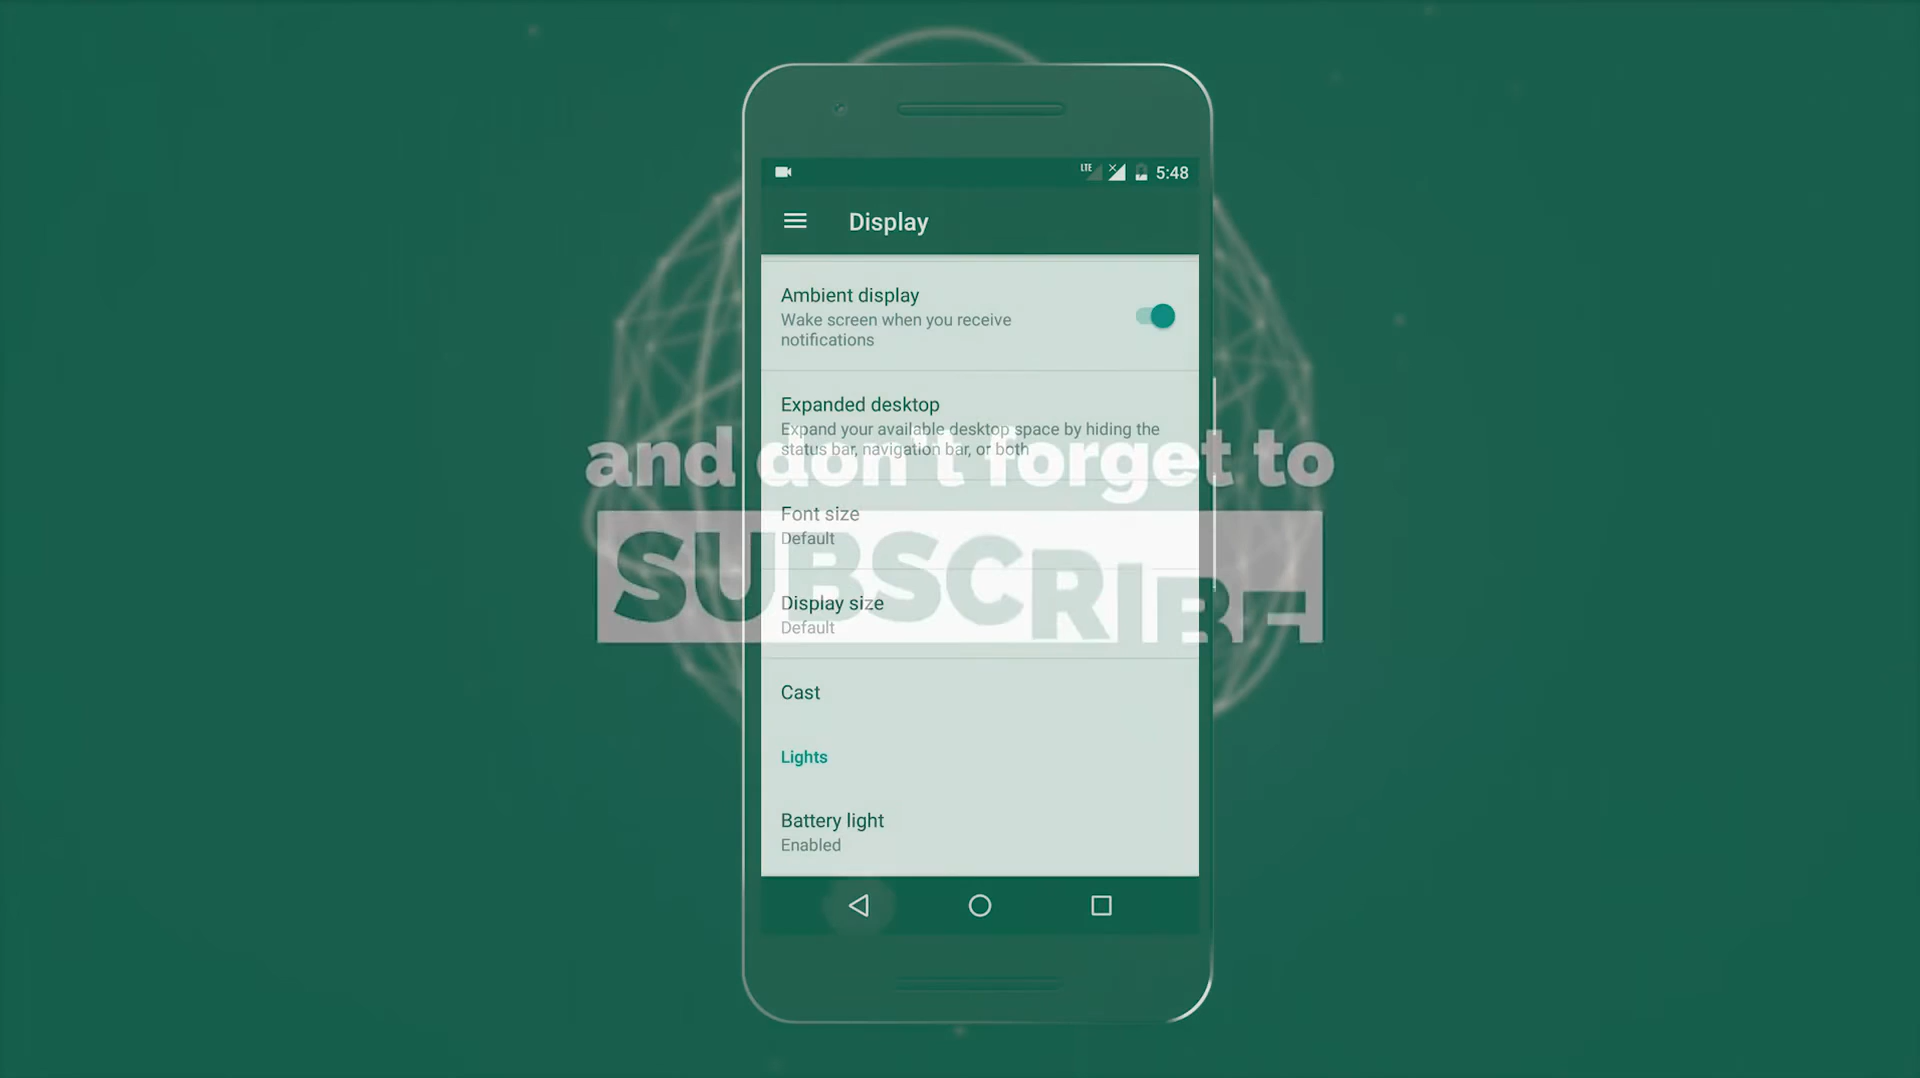 LTE 5:48
Display
Ambient display
Wake screen when you receive
notifications
Expanded desktop
Expand your available desktop space by hiding the
status bar, navigation bar, or both
and don't forget to
SUBSCRIBE
Font size
Default
Display size
Default
Cast
Lights
Battery light
Enabled